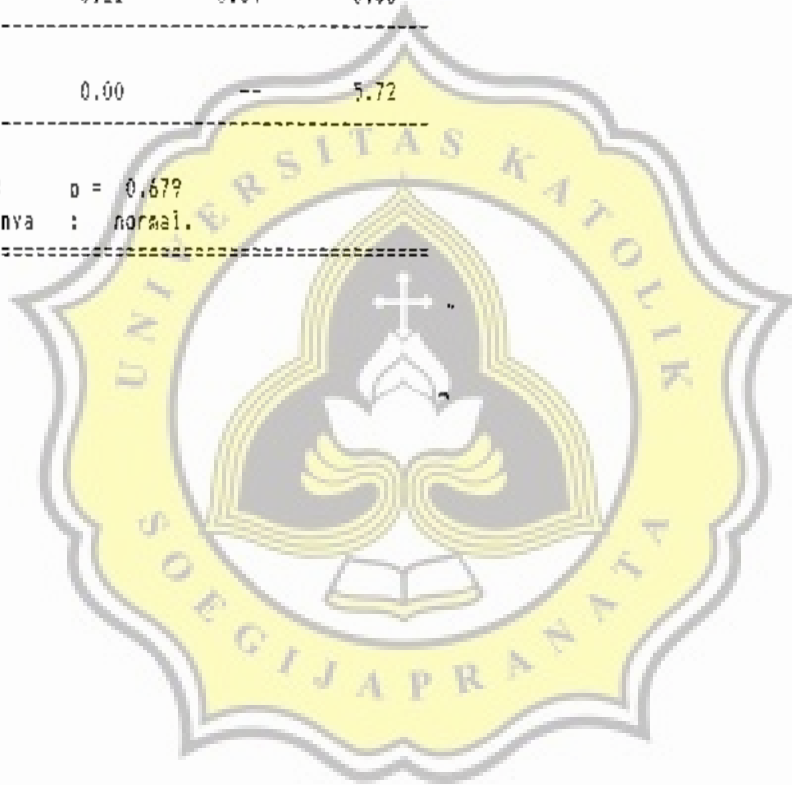 0.00 -- 5.72
p = 0.679
nya : normal.
UNIVERSITAS KATOLIK
SOEGIJAPRANATA